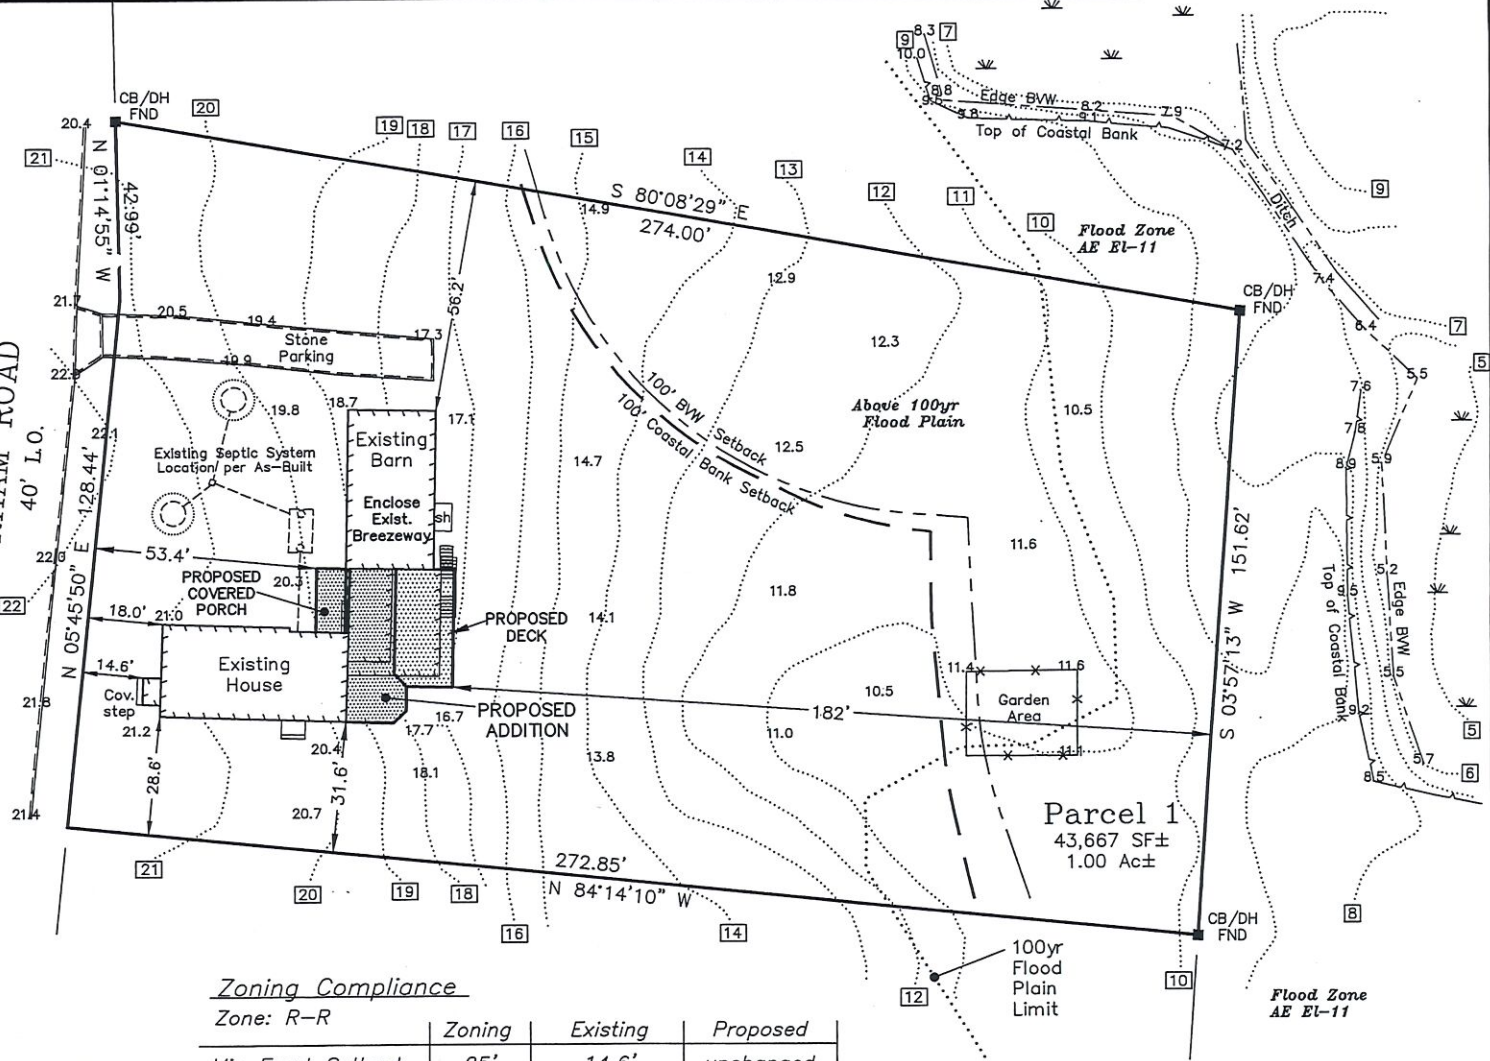 CB/DH
FND
20.4
21
20
19
18
17
16
15
14
13
12
11
10
9
8.3
7
10.0
8.8
9.6
Edge BVW
8.2
7.9
9.8
9.1
Top of Coastal Bank
7.2
9
Ditch
Flood Zone
AE El-11
S 80°08'29" E
274.00'
14.9
12.9
7.4
6.4
7
CB/DH
FND
N 01°14'55" W
42.99'
56.2'
21.7
20.5
19.4
17.3
Stone
Parking
19.9
22.3
12.3
5.5
5
7.6
ROAD
40' LO.
19.8
18.7
17.1
22.1
100' BVW Setback
100' Coastal Bank Setback
Above 100yr
Flood Plain
10.5
7.8
Existing
Barn
Existing Septic System
Location per As-Built
14.7
12.5
8.9
5.9
Enclose
Exist.
Breezeway
sh
N 05°45'50" E
128.44'
22.0
53.4'
20.3
11.6
151.62'
S 03°57'13" W
5.2
9.5
Edge BVW
Top of Coastal Bank
22
PROPOSED
COVERED
PORCH
11.8
18.0'
21.0
PROPOSED
DECK
14.1
Existing
House
14.6'
Cov.
step
11.4
11.6
Garden
Area
10.5
5.5
21.8
16.7
PROPOSED
ADDITION
182'
9.2
5
21.2
20.4
17.7
11.0
11.1
28.6'
31.6'
18.1
13.8
5.7
6
8.5
21.4
20.7
Parcel 1
43,667 SF±
1.00 Ac±
272.85'
N 84°14'10" W
21
20
19
18
16
14
12
10
8
CB/DH
FND
100yr
Flood
Plain
Limit
Flood Zone
AE El-11
Zoning Compliance
Zone: R-R
Zoning Existing Proposed
14.6' unchanged